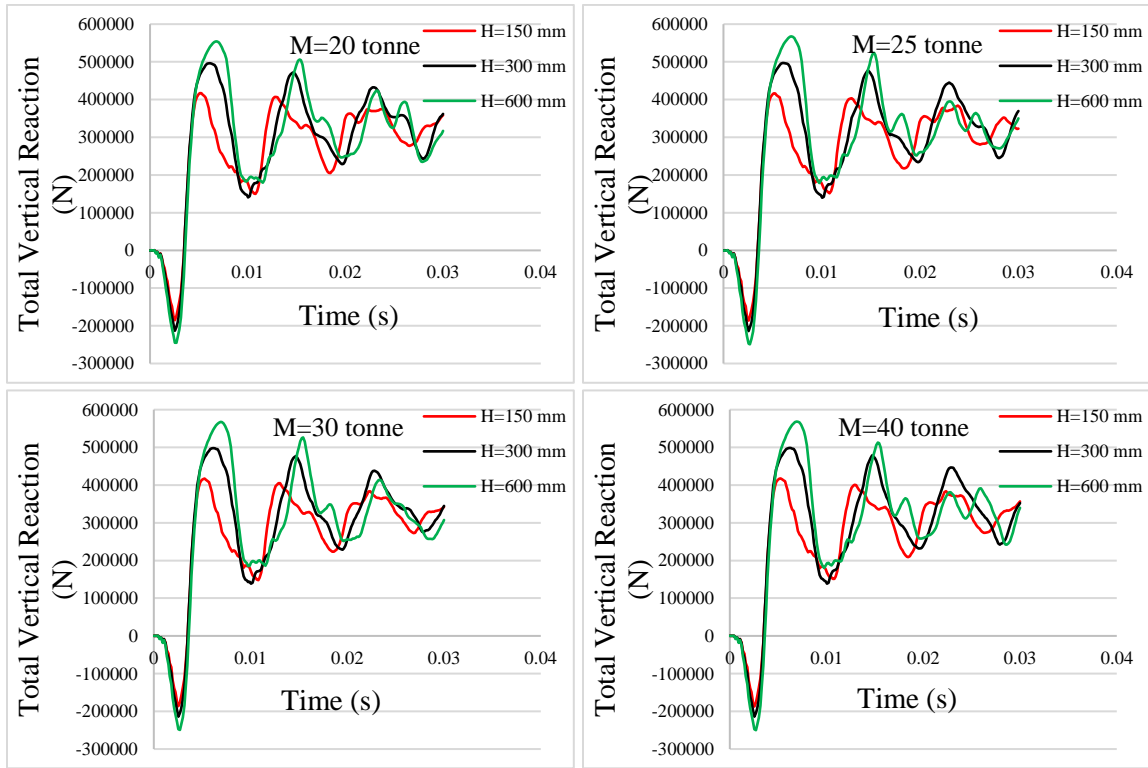 600000
500000
400000
300000
200000
100000
0
-100000
-200000
-300000
0
0.01
0.02
0.03
0.04
Total Vertical Reaction
(N)
Time (s)
M=20 tonne
H=150 mm
H=300 mm
H=600 mm
600000
500000
400000
300000
200000
100000
0
-100000
-200000
-300000
0
0.01
0.02
0.03
0.04
Total Vertical Reaction
(N)
Time (s)
M=25 tonne
H=150 mm
H=300 mm
H=600 mm
600000
500000
400000
300000
200000
100000
0
-100000
-200000
-300000
0
0.01
0.02
0.03
0.04
Total Vertical Reaction
(N)
Time (s)
M=30 tonne
H=150 mm
H=300 mm
H=600 mm
600000
500000
400000
300000
200000
100000
0
-100000
-200000
-300000
0
0.01
0.02
0.03
0.04
Total Vertical Reaction
(N)
Time (s)
M=40 tonne
H=150 mm
H=300 mm
H=600 mm